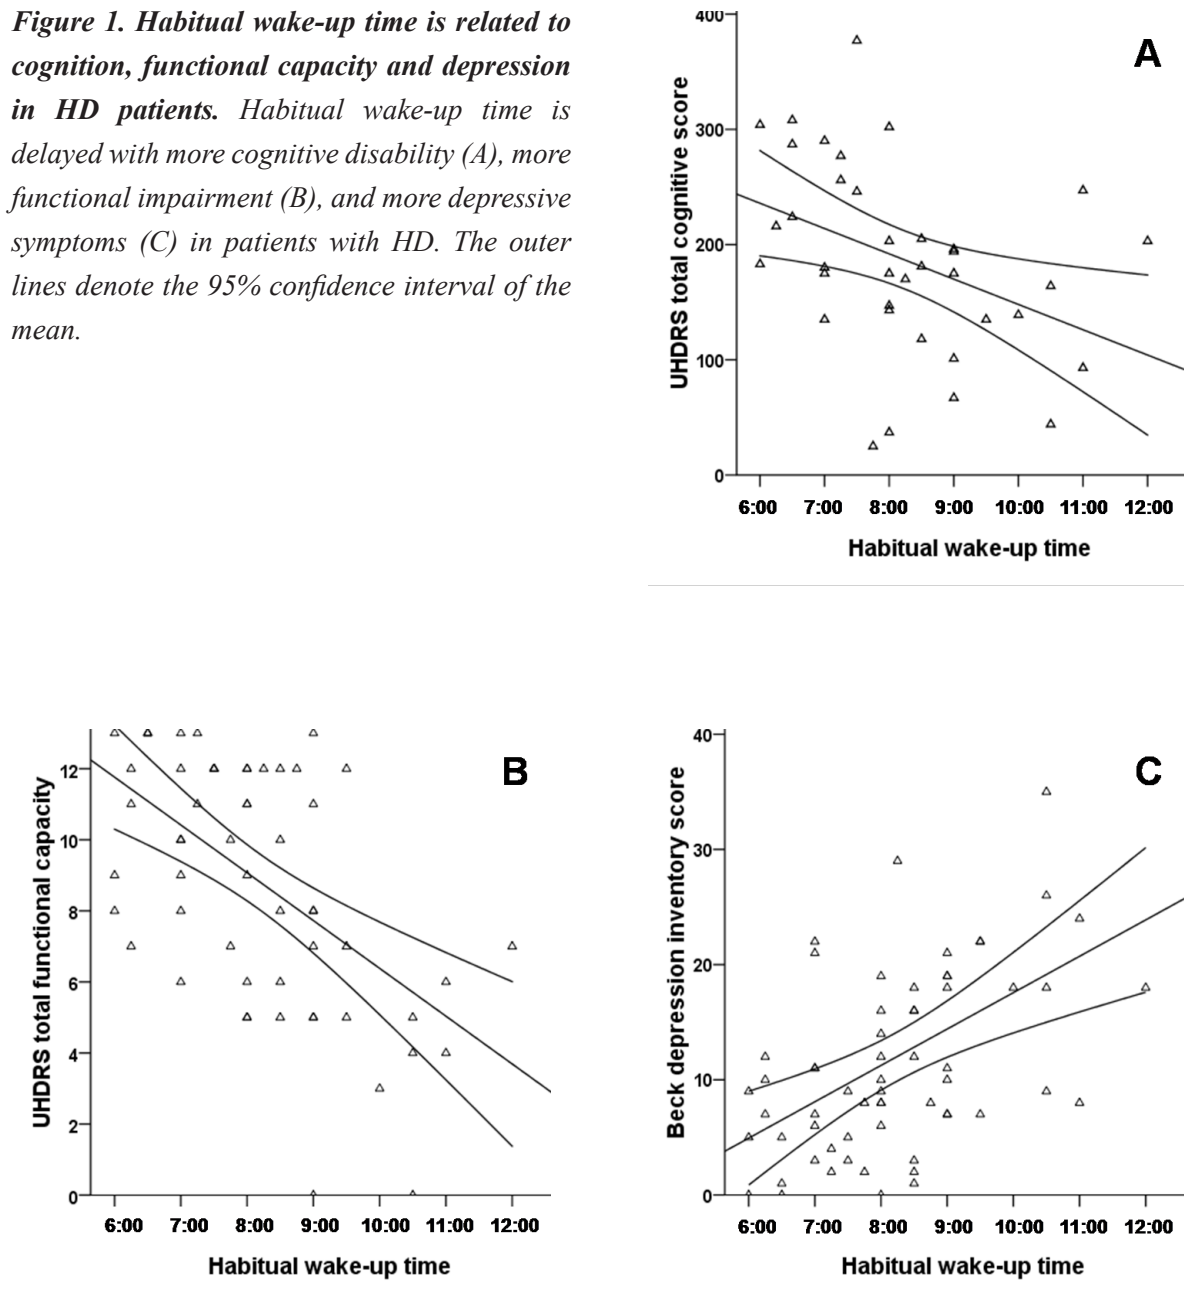 Figure 1. Habitual wake-up time is related to
cognition, functional capacity and depression
in HD patients. Habitual wake-up time is
delayed with more cognitive disability (A), more
functional impairment (B), and more depressive
symptoms (C) in patients with HD. The outer
lines denote the 95% confidence interval of the
mean.
A
UHDRS total cognitive score
400
300
200
100
0
6:00 7:00 8:00 9:00 10:00 11:00 12:00
Habitual wake-up time
B
UHDRS total functional capacity
12
10
8
6
4
2
0
6:00 7:00 8:00 9:00 10:00 11:00 12:00
Habitual wake-up time
C
Beck depression inventory score
40
30
20
10
0
6:00 7:00 8:00 9:00 10:00 11:00 12:00
Habitual wake-up time